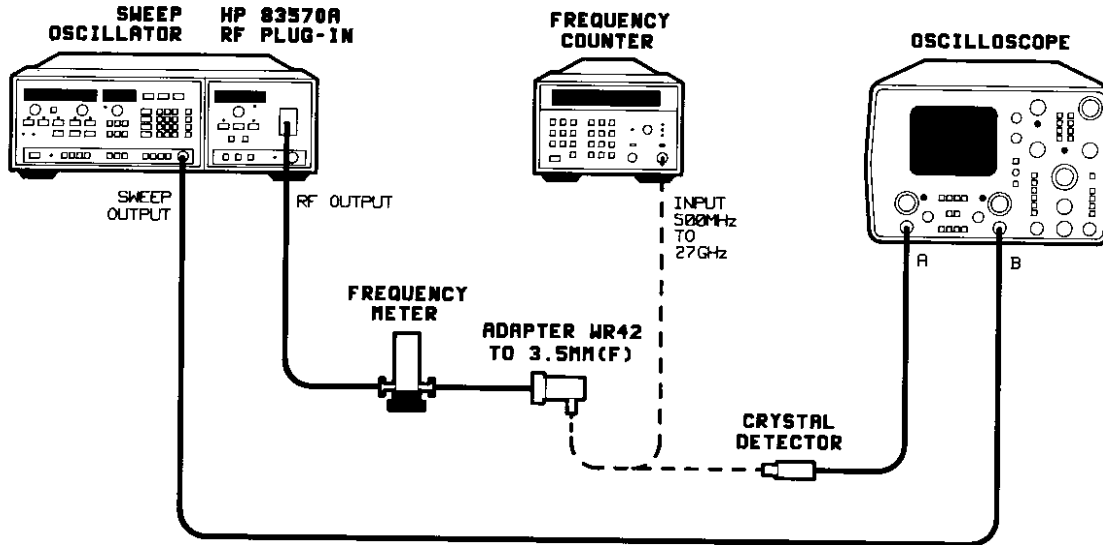 SWEEP
OSCILLATOR
HP 83570A
RF PLUG-IN
FREQUENCY
COUNTER
OSCILLOSCOPE
SWEEP
OUTPUT
RF OUTPUT
INPUT
500MHz
TO
27GHz
A
B
FREQUENCY
METER
ADAPTER WR42
TO 3.5MM(F)
CRYSTAL
DETECTOR